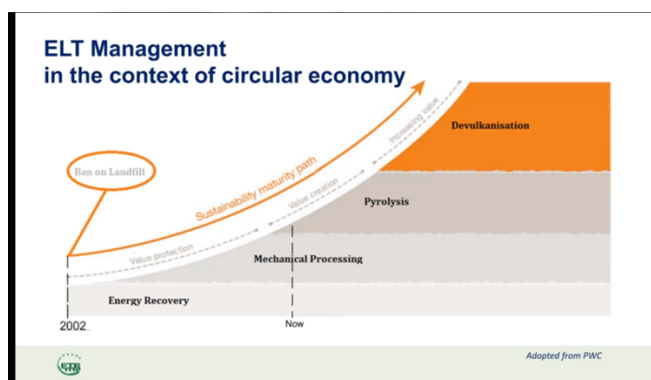 ELT Management
in the context of circular economy
Increasing value
Devulkanisation
Ban on Landfill
Sustainability maturity path
Value creation
Pyrolysis
Value protection
Mechanical Processing
Energy Recovery
2002
Now
Adopted from PWC